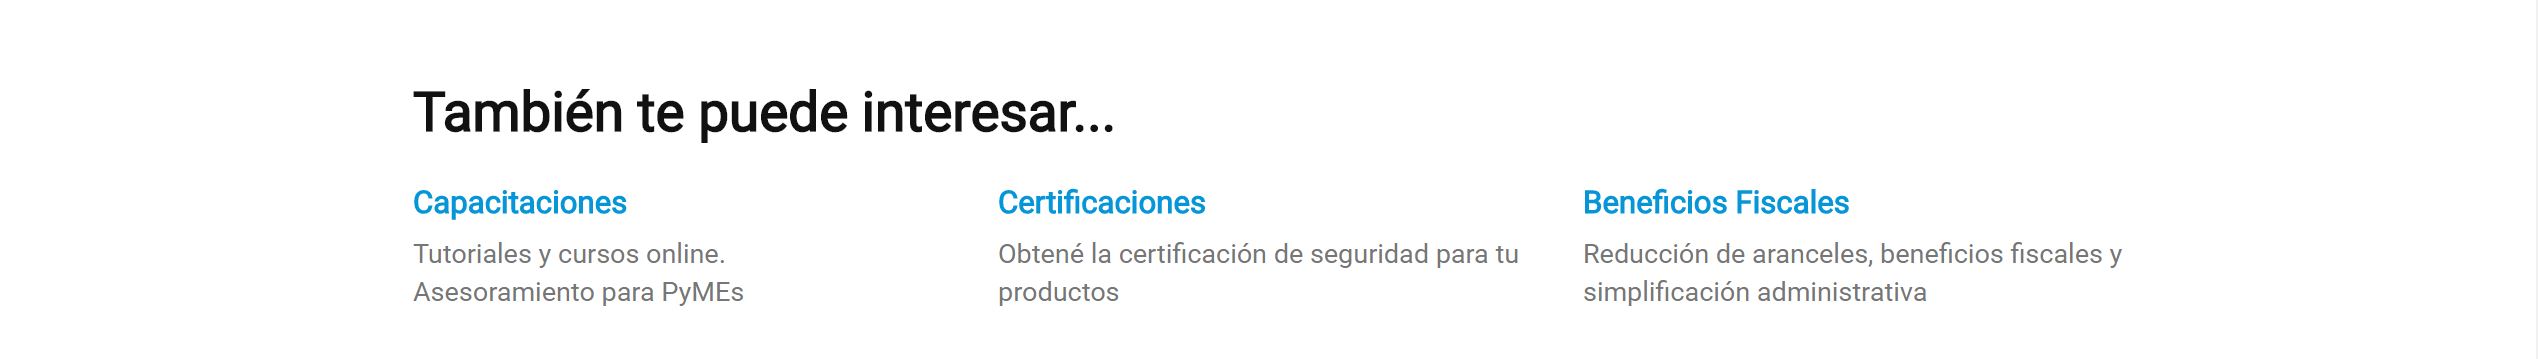 También te puede interesar...
Capacitaciones
Tutoriales y cursos online.
Asesoramiento para PyMEs
Certificaciones
Obtené la certificación de seguridad para tu
productos
Beneficios Fiscales
Reducción de aranceles, beneficios fiscales y
simplificación administrativa